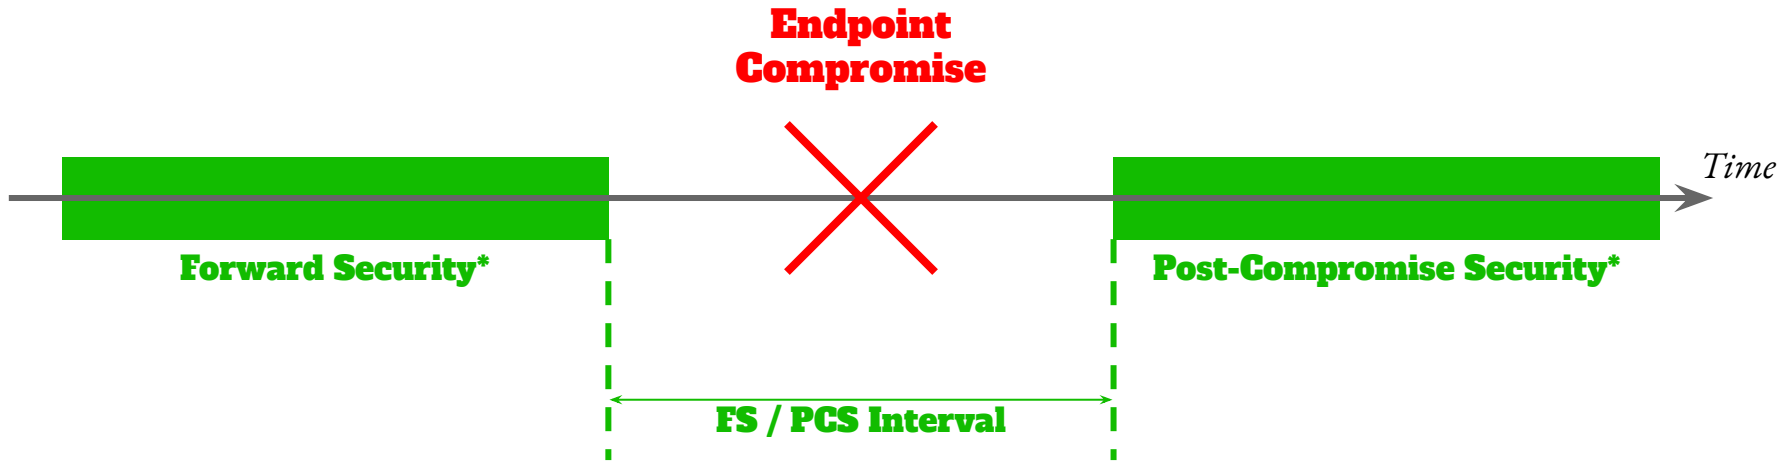 Endpoint
Compromise
Time
Forward Security*
Post-Compromise Security*
FS / PCS Interval